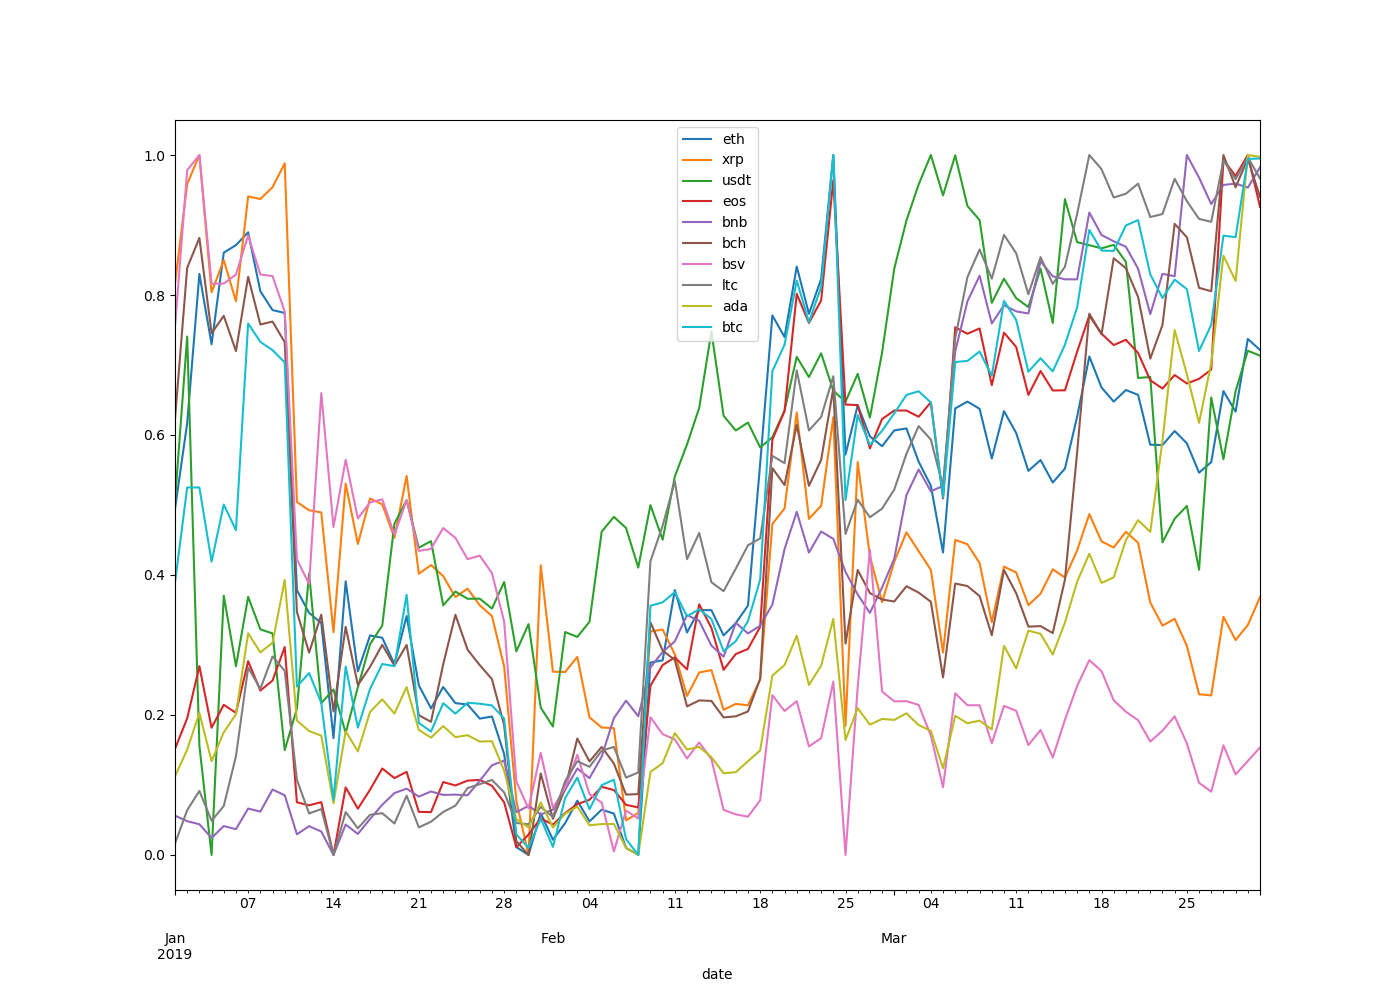 1.0
0.8
0.6
0.4
0.2
0.0
eth
xrp
usdt
eos
bnb
bch
bsv
ltc
ada
btc
07 14 21 28 04 11 18 25 04 11 18 25
Jan Feb Mar
2019
date